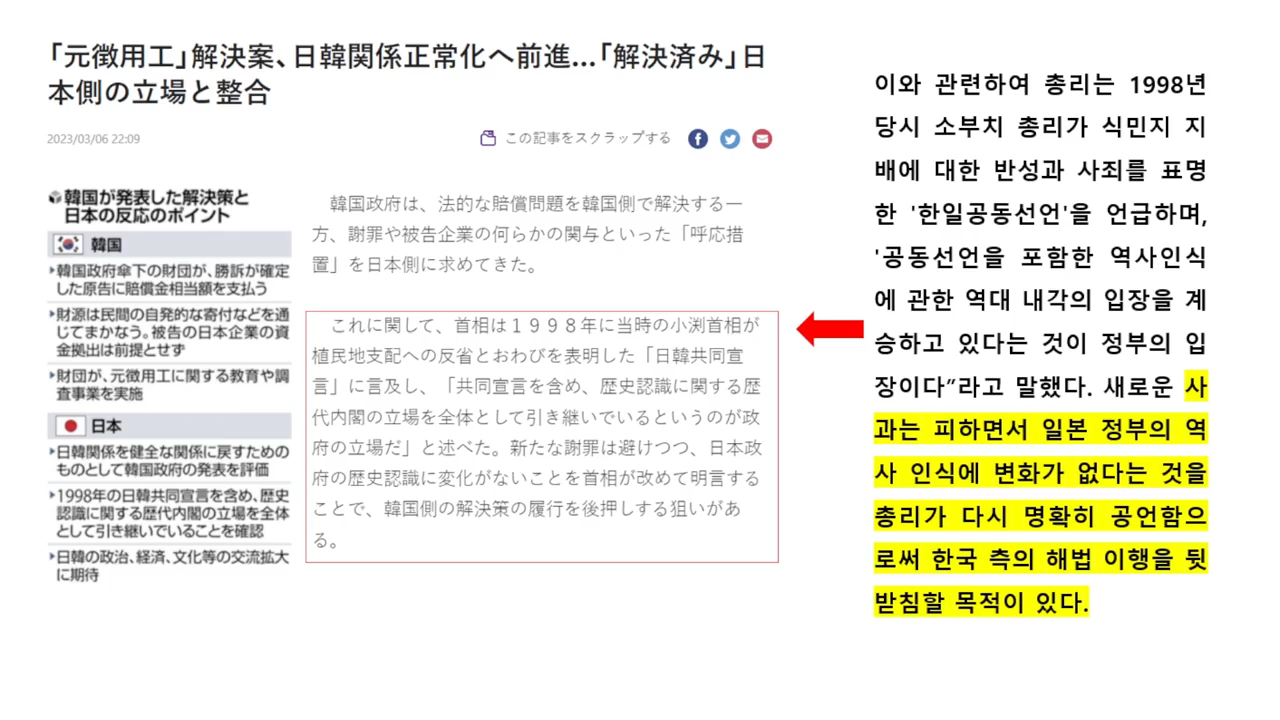 「元徴用工」解決案、日韓関係正常化へ前進…「解決済み」日
本側の立場と整合
2023/03/06 22:09
この記事をスクラップする
韓国が発表した解決策と
日本の反応のポイント
韓国
韓国政府傘下の財団が、勝訴が確定
した原告に賠償金相当額を支払う
財源は民間の自発的な寄付などを通
じてまかなう。被告の日本企業の資
金拠出は前提とせず
財団が、元徴用工に関する教育や調
査事業を実施
日本
日韓関係を健全な関係に戻すための
ものとして韓国政府の発表を評価
1998年の日韓共同宣言を含め、歴史
認識に関する歴代内閣の立場を全体
として引き継いでいることを確認
日韓の政治、経済、文化等の交流拡大
に期待
韓国政府は、法的な賠償問題を韓国側で解決する一
方、謝罪や被告企業の何らかの関与といった「呼応措
置」を日本側に求めてきた。
これに関して、首相は１９９８年に当時の小渕首相が
植民地支配への反省とおわびを表明した「日韓共同宣
言」に言及し、「共同宣言を含め、歴史認識に関する歴
代内閣の立場を全体として引き継いでいるというのが政
府の立場だ」と述べた。新たな謝罪は避けつつ、日本政
府の歴史認識に変化がないことを首相が改めて明言する
ことで、韓国側の解決策の履行を後押しする狙いがあ
る。
이와 관련하여 총리는 1998년
당시 소부치 총리가 식민지 지
배에 대한 반성과 사죄를 표명
한 '한일공동선언'을 언급하며,
'공동선언을 포함한 역사인식
에 관한 역대 내각의 입장을 계
승하고 있다는 것이 정부의 입
장이다”라고 말했다. 새로운 사
과는 피하면서 일본 정부의 역
사 인식에 변화가 없다는 것을
총리가 다시 명확히 공언함으
로써 한국 측의 해법 이행을 뒷
받침할 목적이 있다.